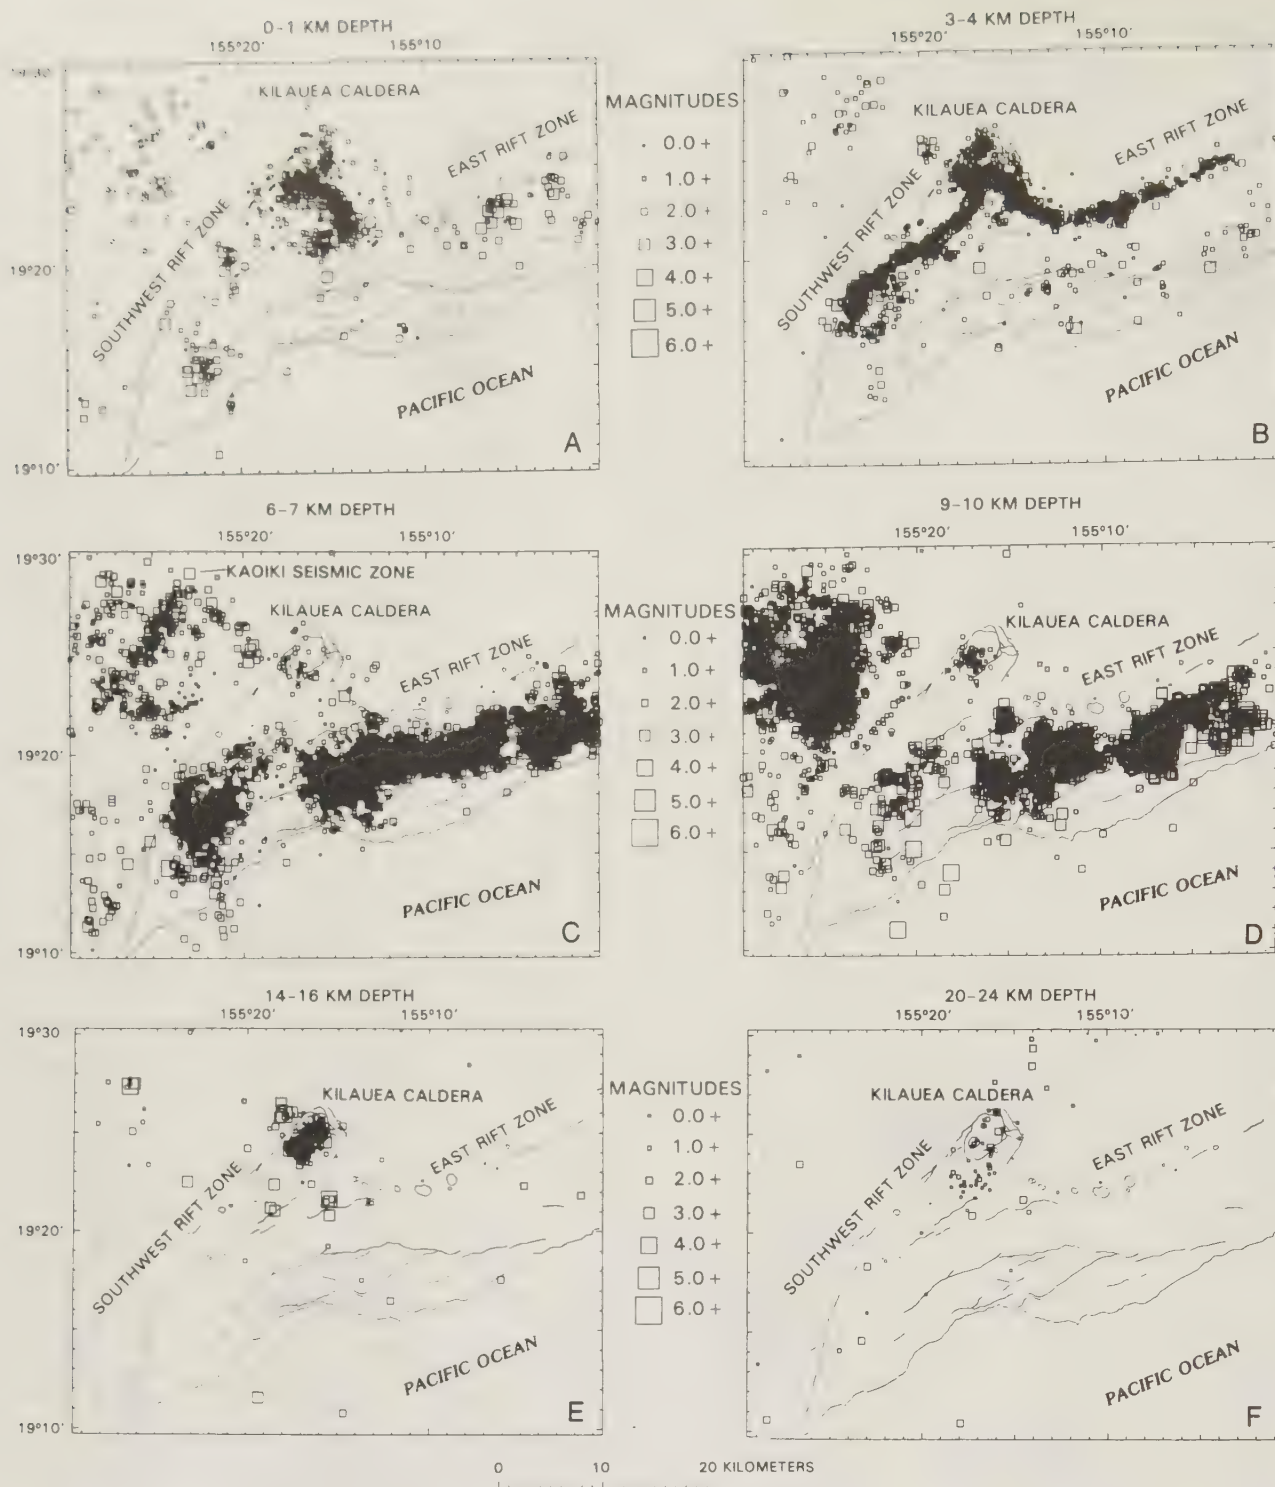 0-1 KM DEPTH
155°20' 155°10'
KILAUEA CALDERA
EAST RIFT ZONE
SOUTHWEST RIFT ZONE
19°20'
PACIFIC OCEAN
A
19°10'
MAGNITUDES
0.0 +
1.0 +
2.0 +
3.0 +
4.0 +
5.0 +
6.0 +
3-4 KM DEPTH
155°20' 155°10'
KILAUEA CALDERA
EAST RIFT ZONE
SOUTHWEST RIFT ZONE
PACIFIC OCEAN
B
6-7 KM DEPTH
155°20' 155°10'
19°30'
KAOIKI SEISMIC ZONE
KILAUEA CALDERA
EAST RIFT ZONE
19°20'
PACIFIC OCEAN
C
19°10'
MAGNITUDES
0.0 +
1.0 +
2.0 +
3.0 +
4.0 +
5.0 +
6.0 +
9-10 KM DEPTH
155°20' 155°10'
KILAUEA CALDERA
EAST RIFT ZONE
PACIFIC OCEAN
D
14-16 KM DEPTH
155°20' 155°10'
19°30
KILAUEA CALDERA
EAST RIFT ZONE
SOUTHWEST RIFT ZONE
19°20'
PACIFIC OCEAN
E
19°10'
MAGNITUDES
0.0 +
1.0 +
2.0 +
3.0 +
4.0 +
5.0 +
6.0 +
20-24 KM DEPTH
155°20' 155°10'
KILAUEA CALDERA
EAST RIFT ZONE
SOUTHWEST RIFT ZONE
PACIFIC OCEAN
F
0 10 20 KILOMETERS